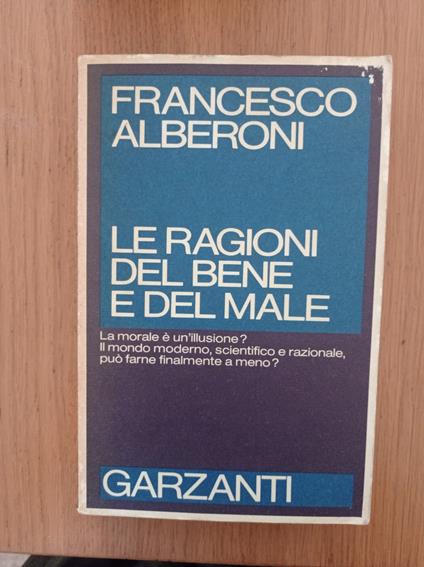 FRANCESCO
ALBERONI
LE RAGIONI
DEL BENE
E DEL MALE
La morale è un'illusione?
Il mondo moderno, scientifico e razionale,
può farne finalmente a meno?
GARZANTI